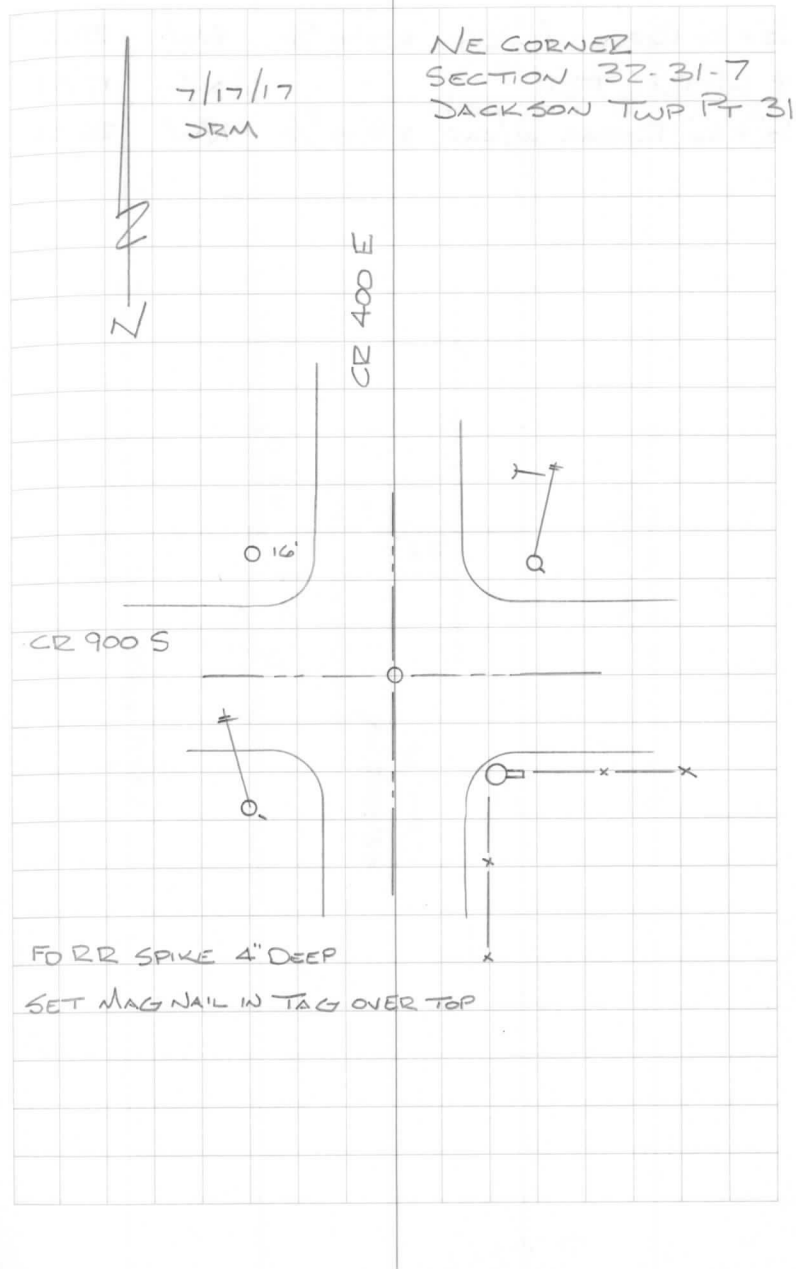 NE CORNER
SECTION 32-31-7
JACKSON TWP PT 31
7/17/17
DRM
N
CR 400 E
16'
CR 900 S
FD RR SPIKE 4" DEEP
SET MAG NAIL IN TAG OVER TOP